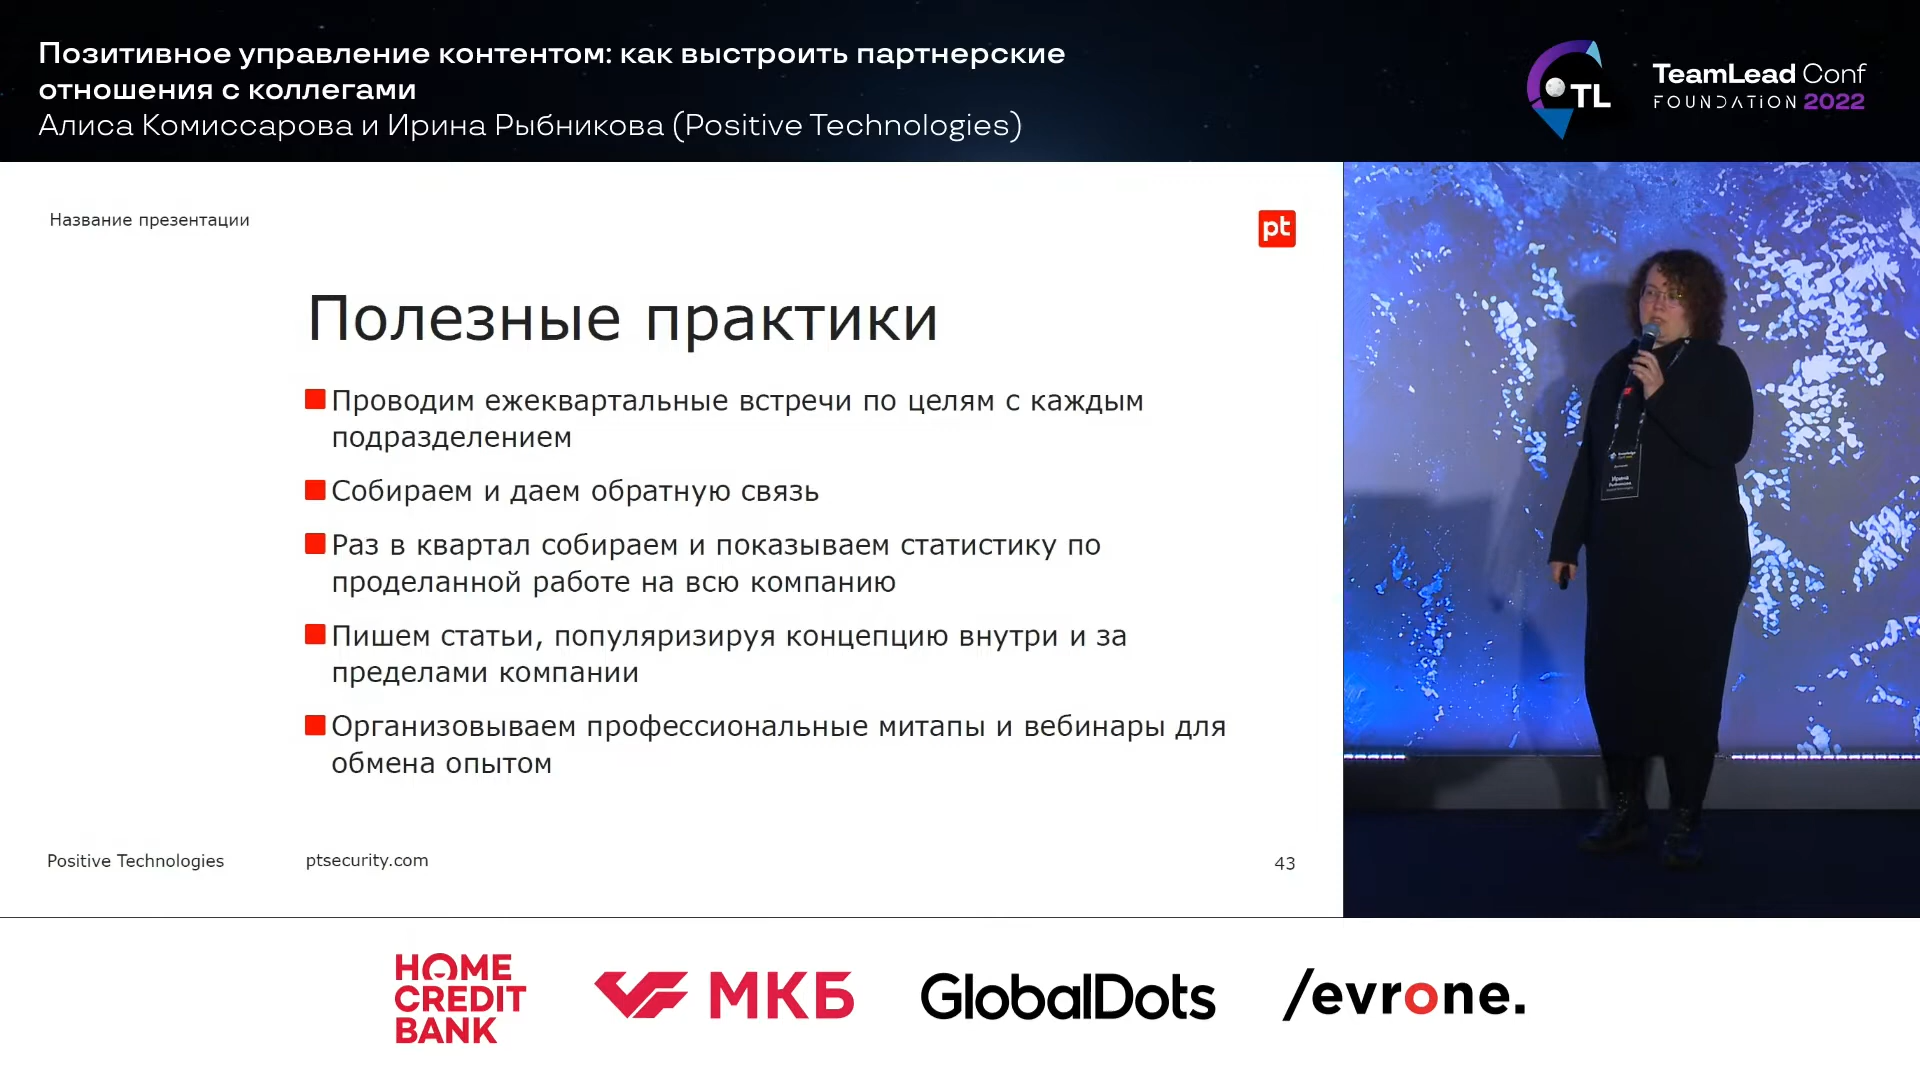 Позитивное управление контентом: как выстроить партнерские
отношения с коллегами
Алиса Комиссарова и Ирина Рыбникова (Positive Technologies)
TL
TeamLead Conf
FOUNDATION 2022
Название презентации
pt
Полезные практики
Проводим ежеквартальные встречи по целям с каждым
подразделением
Собираем и даем обратную связь
Раз в квартал собираем и показываем статистику по
проделанной работе на всю компанию
Пишем статьи, популяризируя концепцию внутри и за
пределами компании
Организовываем профессиональные митапы и вебинары для
обмена опытом
Positive Technologies
ptsecurity.com
43
Ирина
HOME
CREDIT
BANK
МКБ
GlobalDots
/evrone.